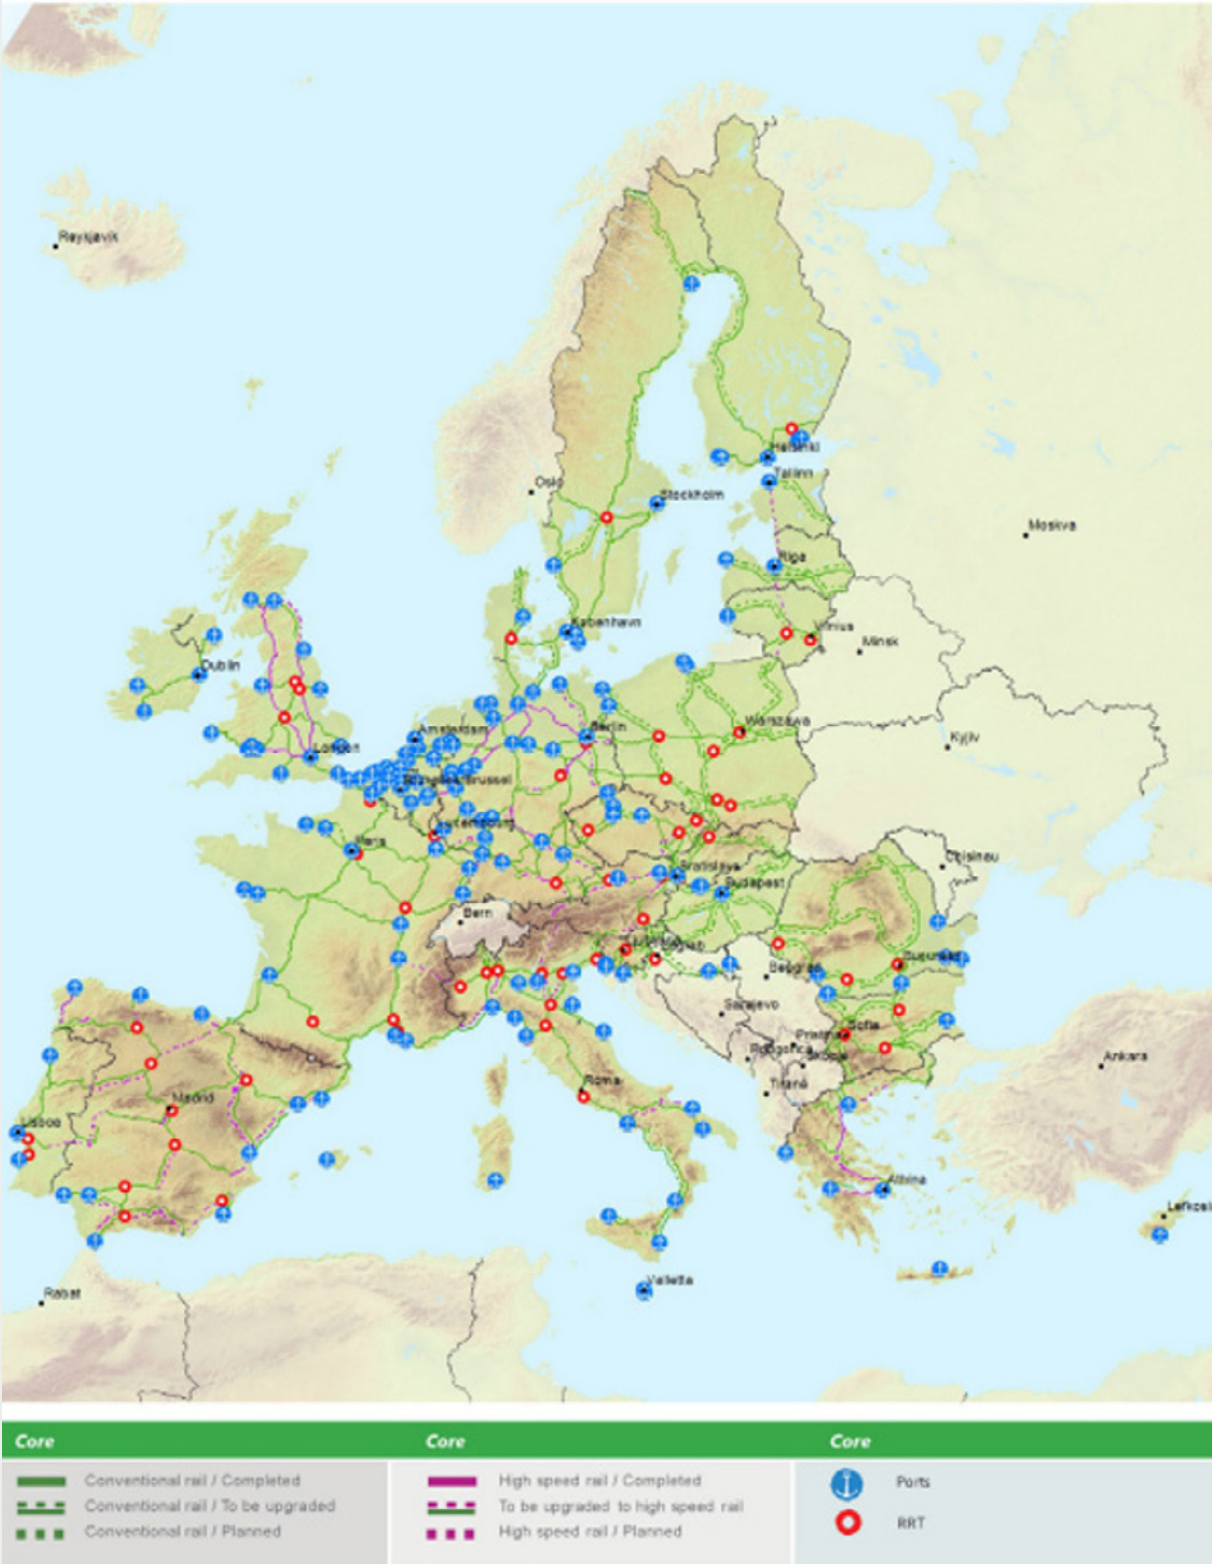 Reykjavik
Helsinki
Tallinn
Oslo
Stockholm
Moskva
Riga
København
Vilnius
Minsk
Dublin
Amsterdam
Berlin
Warszawa
Kyjiv
London
Paris
Chisinau
Bratislava
Budapest
Bern
Beograd
Sarajevo
Sofia
Podgorica
Skopje
Ankara
Roma
Tiranë
Madrid
Lisboa
Athina
Valletta
Rabat
Core Core Core
Conventional rail / Completed High speed rail / Completed Ports
Conventional rail / To be upgraded To be upgraded to high speed rail
Conventional rail / Planned High speed rail / Planned RRT